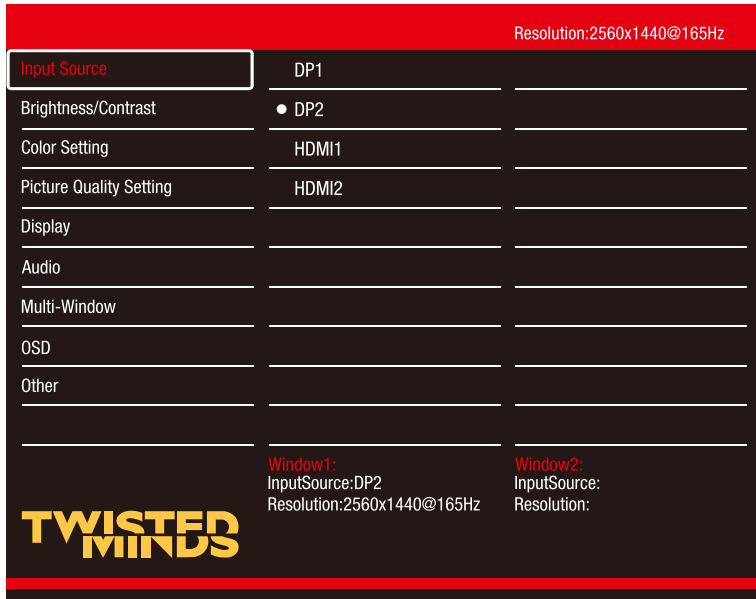 Resolution:2560x1440@165Hz
Input Source
DP1
Brightness/Contrast
DP2
Color Setting
HDMI1
Picture Quality Setting
HDMI2
Display
Audio
Multi-Window
OSD
Other
Window1:
InputSource:DP2
Resolution:2560x1440@165Hz
Window2:
InputSource:
Resolution:
TWISTED
MINDS